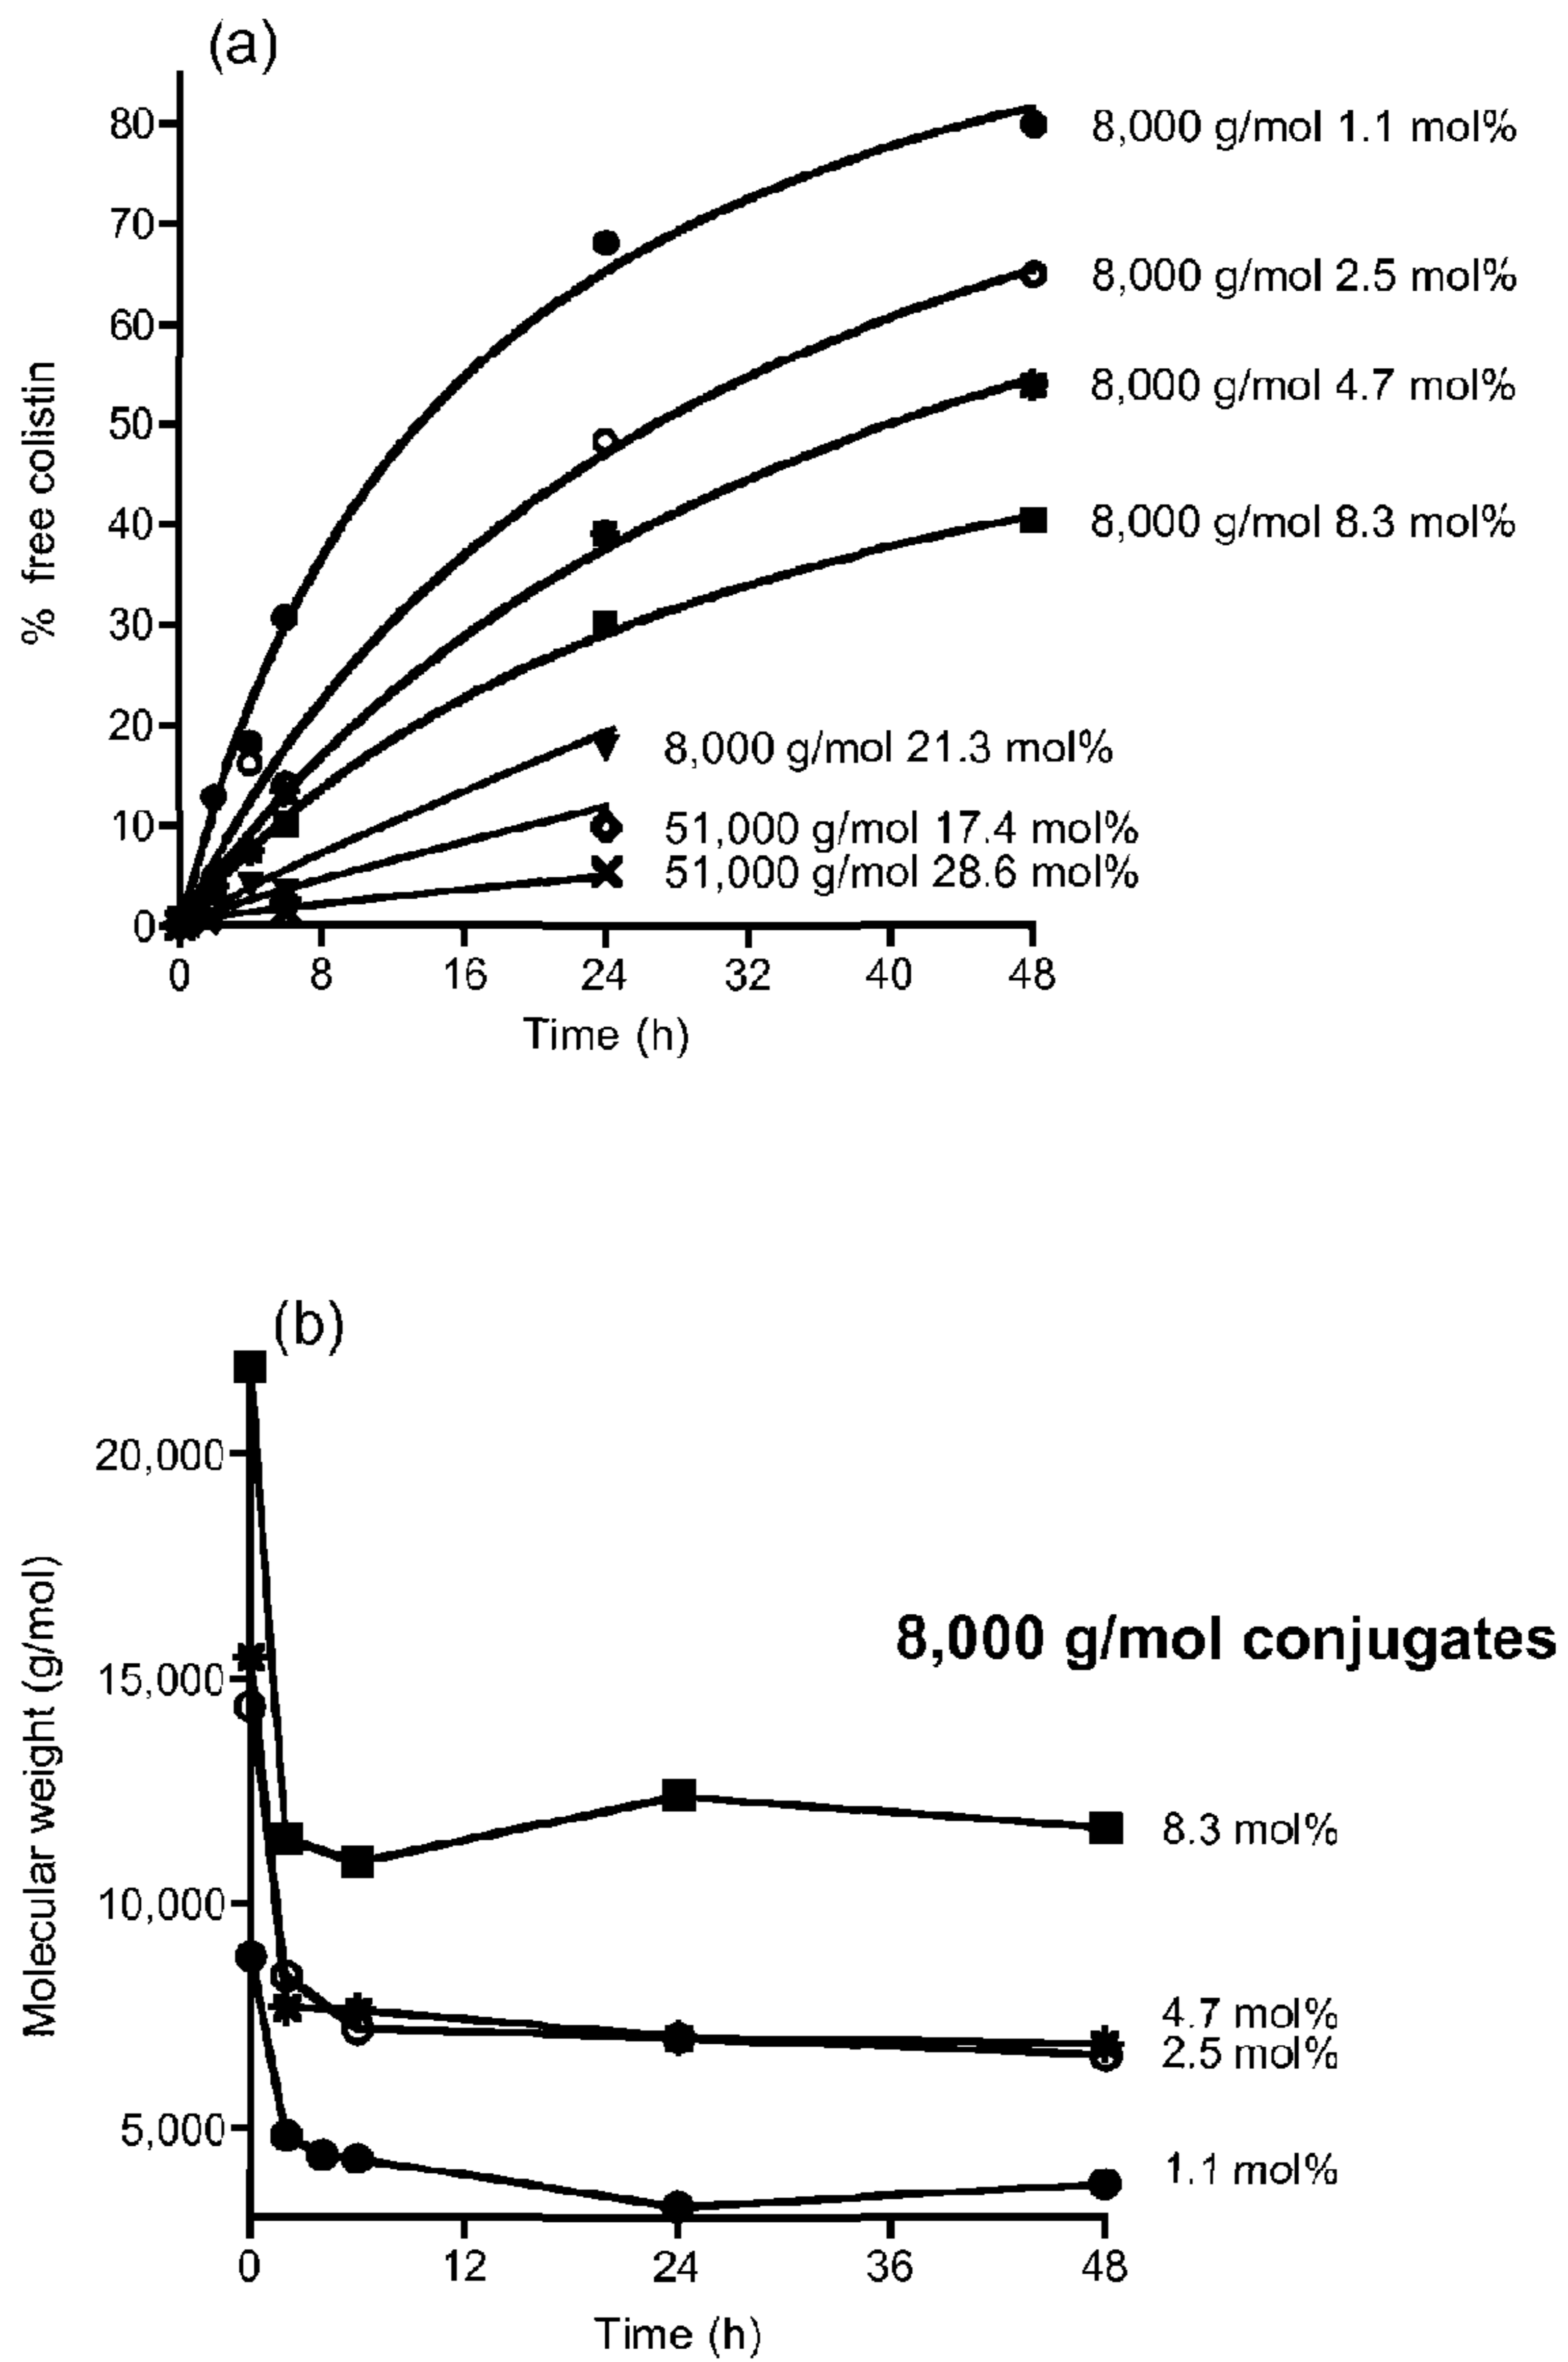 (a)
80
70
60
50
40
30
20
10
0
% free colistin
8,000 g/mol 1.1 mol%
8,000 g/mol 2.5 mol%
8,000 g/mol 4.7 mol%
8,000 g/mol 8.3 mol%
8,000 g/mol 21.3 mol%
51,000 g/mol 17.4 mol%
51,000 g/mol 28.6 mol%
0 8 16 24 32 40 48
Time (h)
(b)
20,000
15,000
10,000
5,000
Molecular weight (g/mol)
8,000 g/mol conjugates
8.3 mol%
4.7 mol%
2.5 mol%
1.1 mol%
0 12 24 36 48
Time (h)